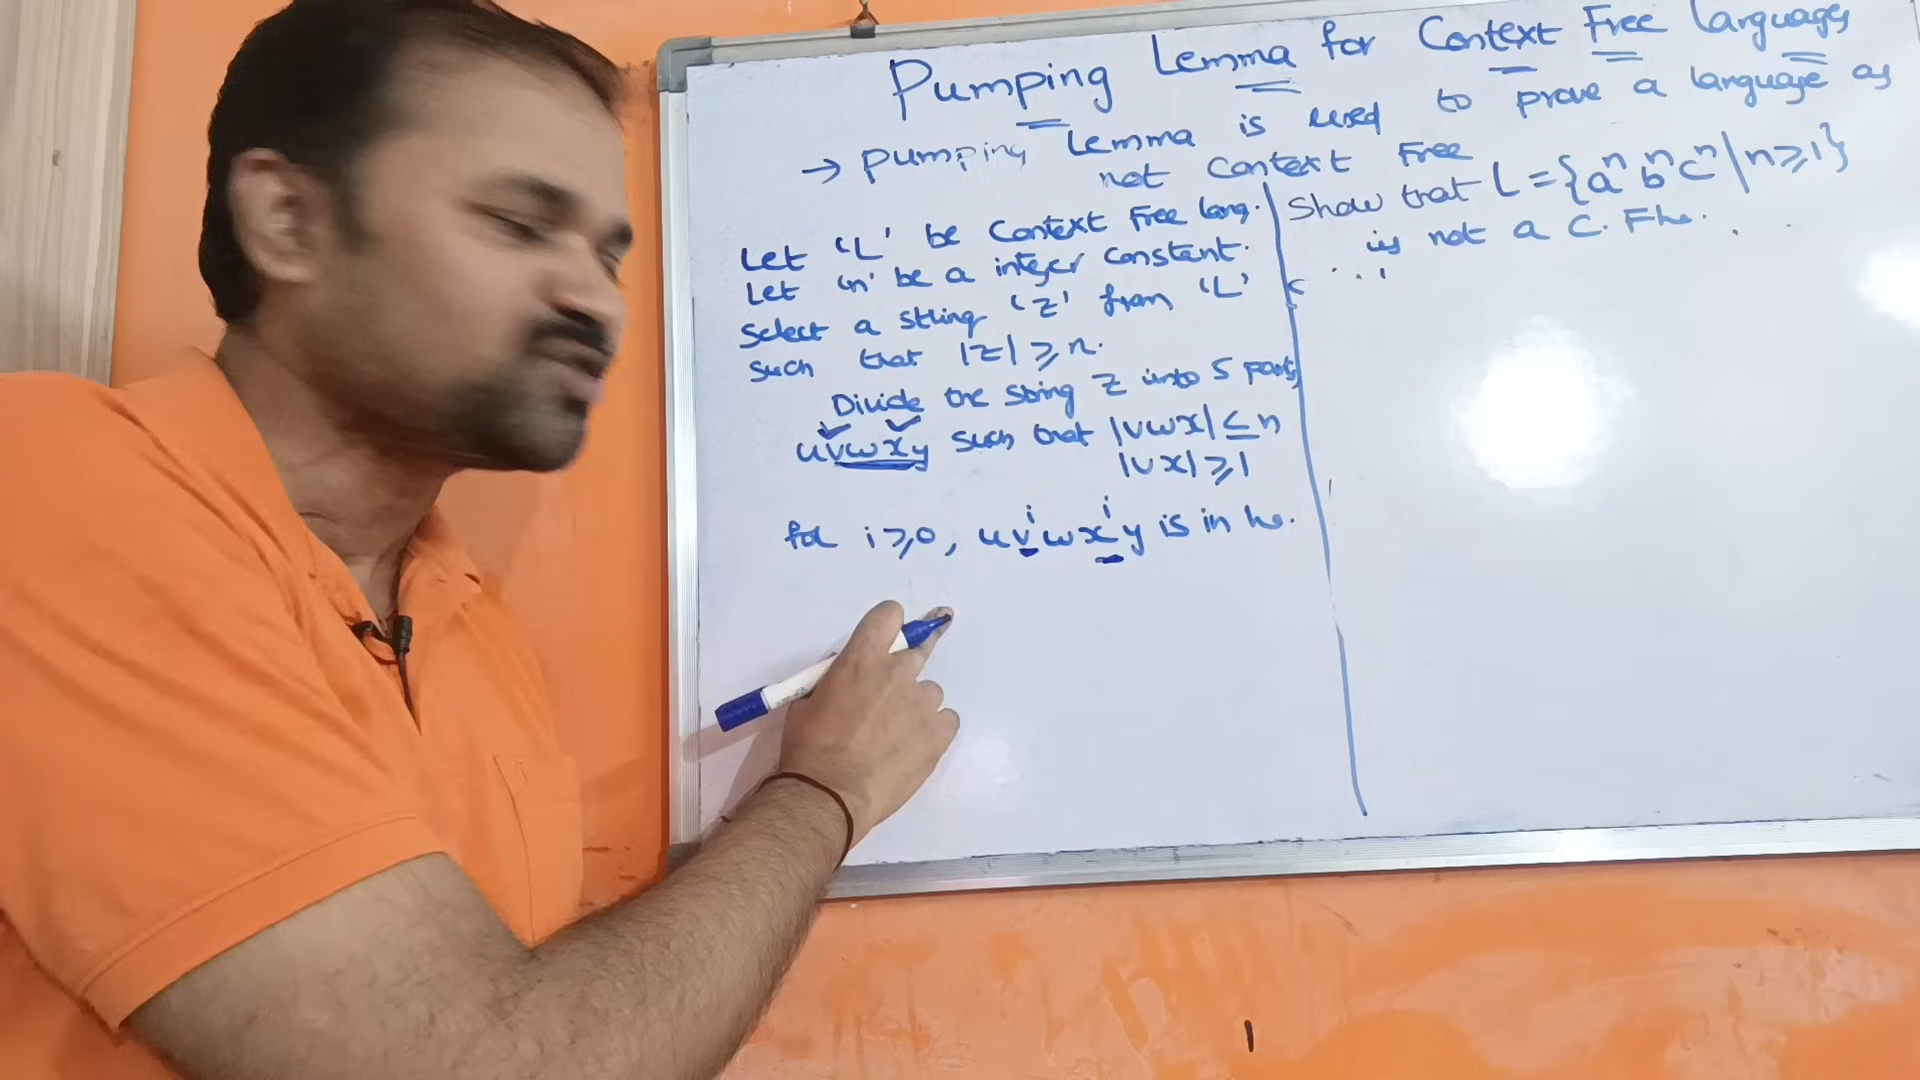 Pumping Lemma for Context Free Languages
→ Pumping Lemma is used to prove a language as
not Context Free
Let 'L' be Context Free lang.
Let 'n' be a integer constant.
Select a string 'z' from 'L'
such that |z| ⩾ n.
Divide the string z into 5 parts
uvwxy such that |vwx| ≤ n
|vx| ⩾ 1
for i ⩾ 0, uvⁱwxⁱy is in L.
Show that L = {aⁿbⁿcⁿ | n ⩾ 1}
is not a C.F.L.